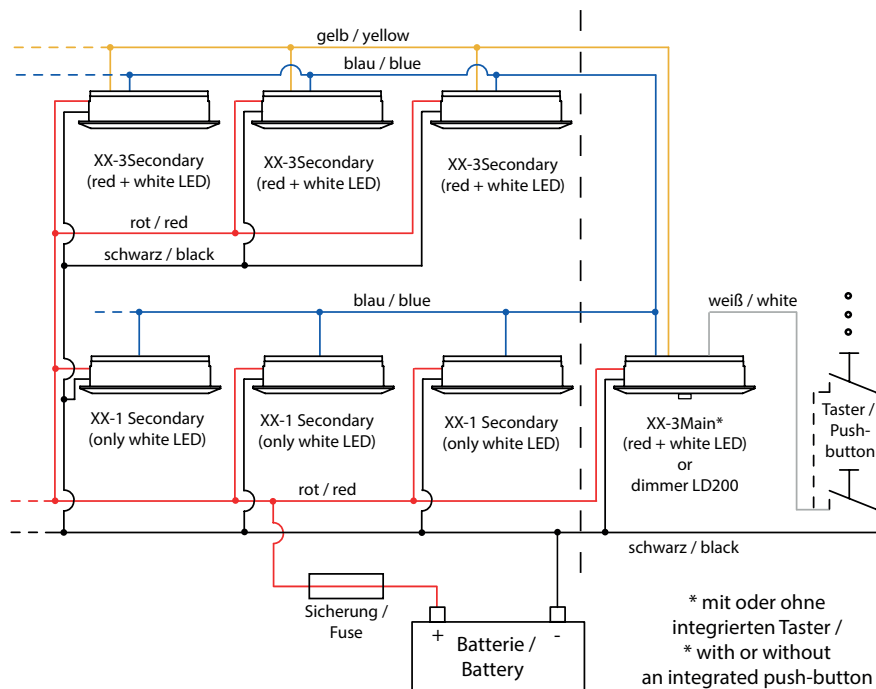 gelb / yellow
blau / blue
XX-3Secondary
(red + white LED)
XX-3Secondary
(red + white LED)
XX-3Secondary
(red + white LED)
rot / red
schwarz / black
blau / blue
weiß / white
XX-1 Secondary
(only white LED)
XX-1 Secondary
(only white LED)
XX-1 Secondary
(only white LED)
XX-3Main*
(red + white LED)
or
dimmer LD200
Taster /
Push-
button
rot / red
schwarz / black
Sicherung /
Fuse
+
-
Batterie /
Battery
* mit oder ohne
integrierten Taster /
* with or without
an integrated push-button